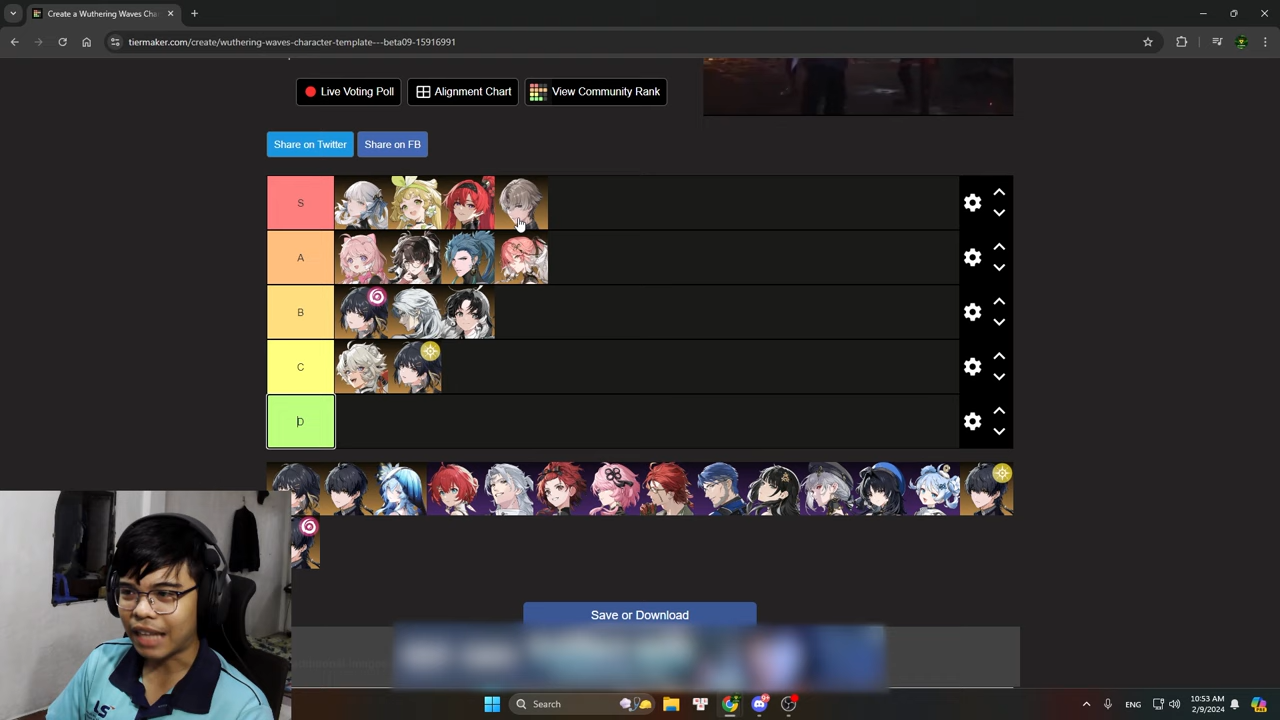 Create a Wuthering Waves Cha
tiermaker.com/create/wuthering-waves-character-template---beta09-15916991
Live Voting Poll
Alignment Chart
View Community Rank
Share on Twitter
Share on FB
S
A
B
C
D
Save or Download
LS
Search
ENG
10:53 AM
2/9/2024